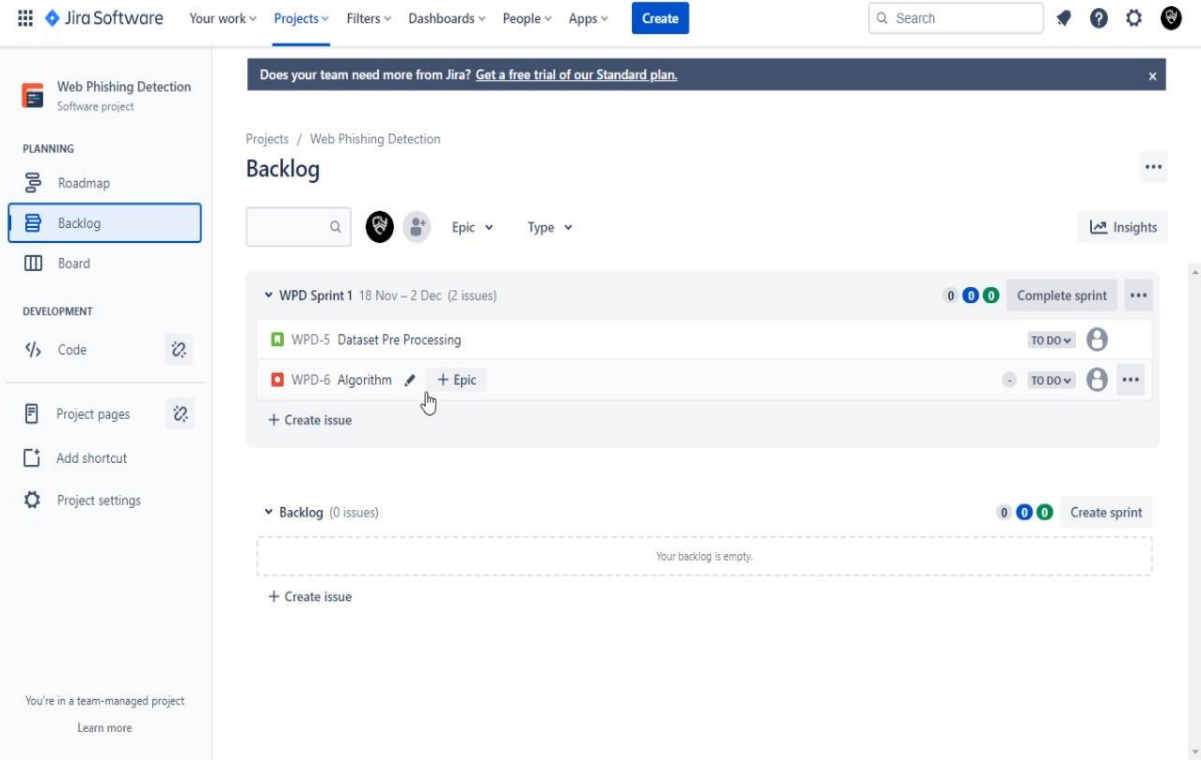 Jira Software Your work Projects Filters Dashboards People Apps Create Search
Does your team need more from Jira? Get a free trial of our Standard plan. x
Web Phishing Detection
Software project
PLANNING
Roadmap
Backlog
Board
DEVELOPMENT
</> Code
Project pages
Add shortcut
Project settings
You're in a team-managed project
Learn more
Projects / Web Phishing Detection
Backlog
Epic Type Insights
WPD Sprint 1 18 Nov – 2 Dec (2 issues) 0 0 0 Complete sprint
WPD-5 Dataset Pre Processing TO DO
WPD-6 Algorithm + Epic - TO DO
+ Create issue
Backlog (0 issues) 0 0 0 Create sprint
Your backlog is empty.
+ Create issue